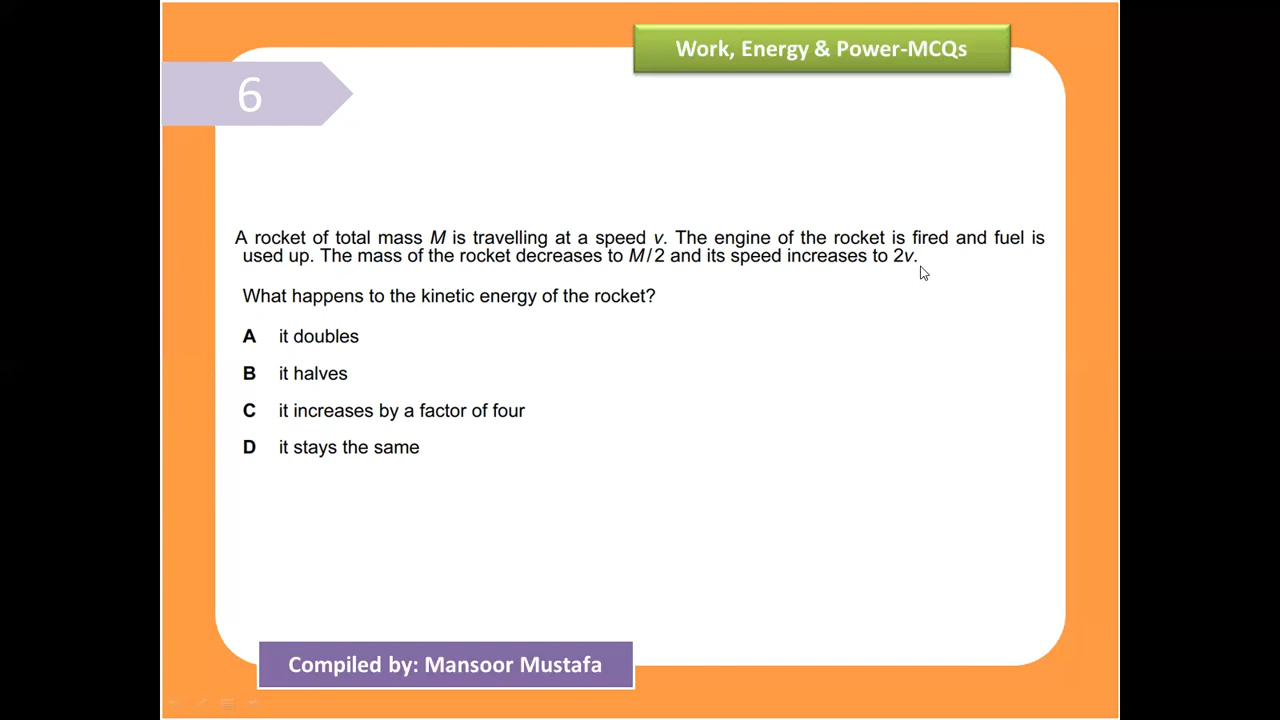 Work, Energy & Power-MCQs
6
A rocket of total mass M is travelling at a speed v. The engine of the rocket is fired and fuel is
used up. The mass of the rocket decreases to M/2 and its speed increases to 2v.
What happens to the kinetic energy of the rocket?
A it doubles
B it halves
C it increases by a factor of four
D it stays the same
Compiled by: Mansoor Mustafa